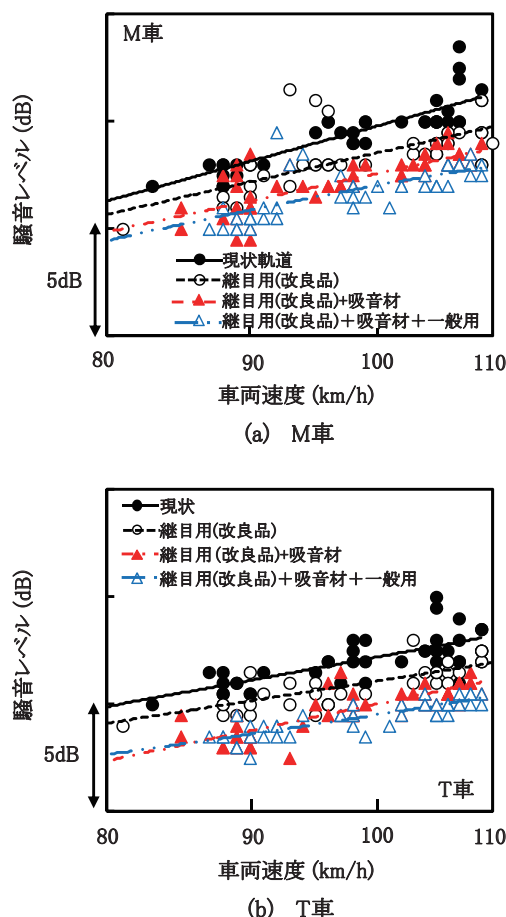 M車
騒音レベル (dB)
5dB
現状軌道
継目用(改良品)
継目用(改良品)+吸音材
継目用(改良品)＋吸音材＋一般用
80 90 100 110
車両速度 (km/h)
(a) M車
現状
継目用(改良品)
継目用(改良品)+吸音材
継目用(改良品)＋吸音材＋一般用
騒音レベル (dB)
5dB
T車
80 90 100 110
車両速度 (km/h)
(b) T車